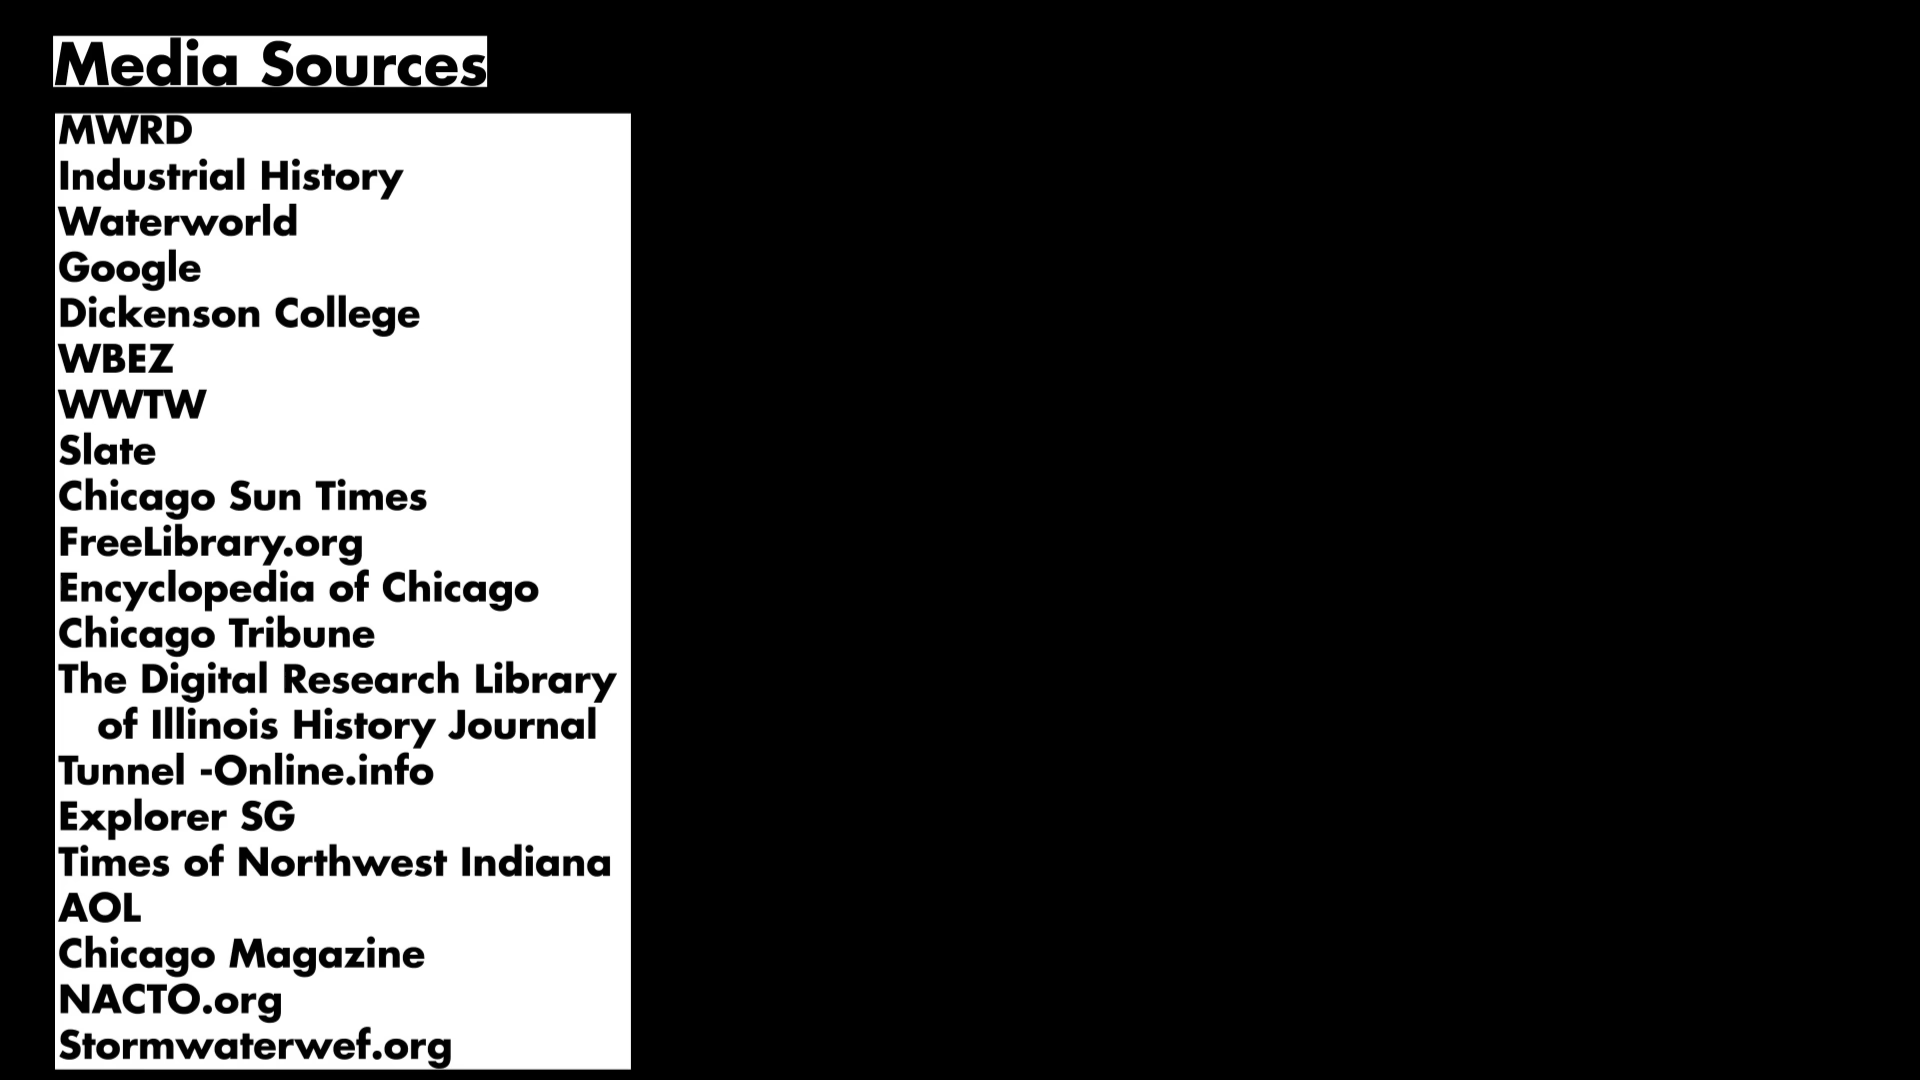 Media Sources
MWRD
Industrial History
Waterworld
Google
Dickenson College
WBEZ
WWTW
Slate
Chicago Sun Times
FreeLibrary.org
Encyclopedia of Chicago
Chicago Tribune
The Digital Research Library
of Illinois History Journal
Tunnel -Online.info
Explorer SG
Times of Northwest Indiana
AOL
Chicago Magazine
NACTO.org
Stormwaterwef.org